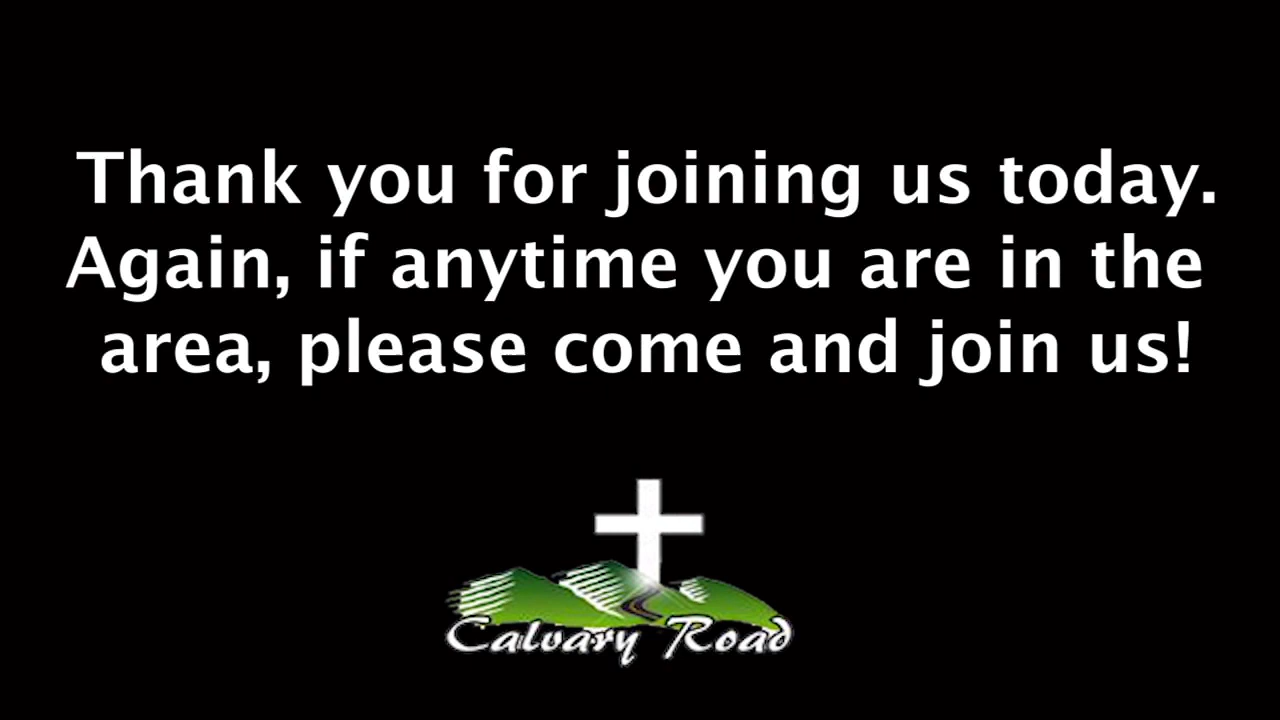 Thank you for joining us today.
Again, if anytime you are in the
area, please come and join us!
Calvary Road